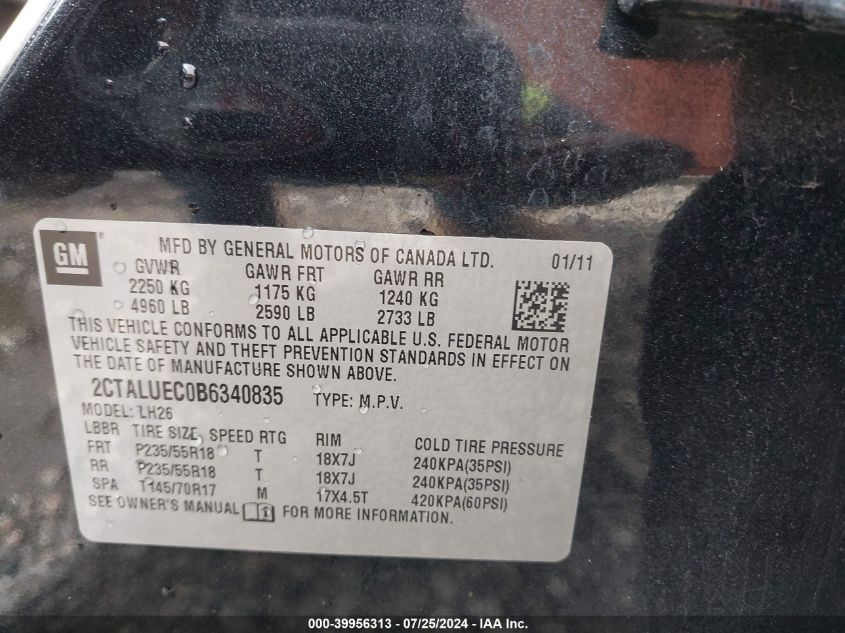 GM ®
MFD BY GENERAL MOTORS OF CANADA LTD. 01/11
GVWR GAWR FRT GAWR RR
2250 KG 1175 KG 1240 KG
4960 LB 2590 LB 2733 LB
THIS VEHICLE CONFORMS TO ALL APPLICABLE U.S. FEDERAL MOTOR
VEHICLE SAFETY AND THEFT PREVENTION STANDARDS IN EFFECT ON
THE DATE OF MANUFACTURE SHOWN ABOVE.
2CTALUEC0B6340835 TYPE: M.P.V.
MODEL: LH26
LBBR TIRE SIZE SPEED RTG RIM COLD TIRE PRESSURE
FRT P235/55R18 T 18X7J 240KPA(35PSI)
RR P235/55R18 T 18X7J 240KPA(35PSI)
SPA T145/70R17 M 17X4.5T 420KPA(60PSI)
SEE OWNER'S MANUAL FOR MORE INFORMATION.
000-39956313 - 07/25/2024 - IAA Inc.